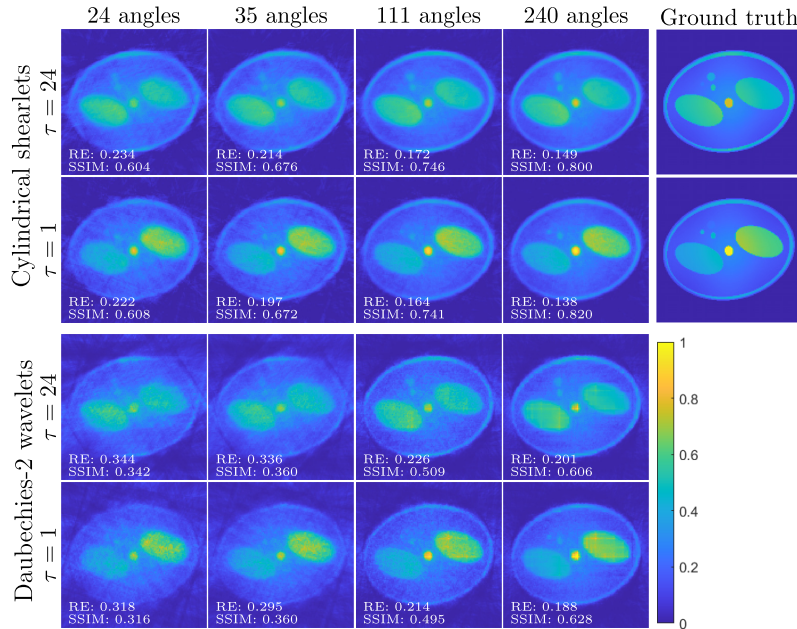 24 angles 35 angles 111 angles 240 angles Ground truth
Cylindrical shearlets
τ = 24
RE: 0.234 RE: 0.214 RE: 0.172 RE: 0.149
SSIM: 0.604 SSIM: 0.676 SSIM: 0.746 SSIM: 0.800
τ = 1
RE: 0.222 RE: 0.197 RE: 0.164 RE: 0.138
SSIM: 0.608 SSIM: 0.672 SSIM: 0.741 SSIM: 0.820
Daubechies-2 wavelets
τ = 24
RE: 0.344 RE: 0.336 RE: 0.226 RE: 0.201
SSIM: 0.342 SSIM: 0.360 SSIM: 0.509 SSIM: 0.606
τ = 1
RE: 0.318 RE: 0.295 RE: 0.214 RE: 0.188
SSIM: 0.316 SSIM: 0.360 SSIM: 0.495 SSIM: 0.628
1
0.8
0.6
0.4
0.2
0